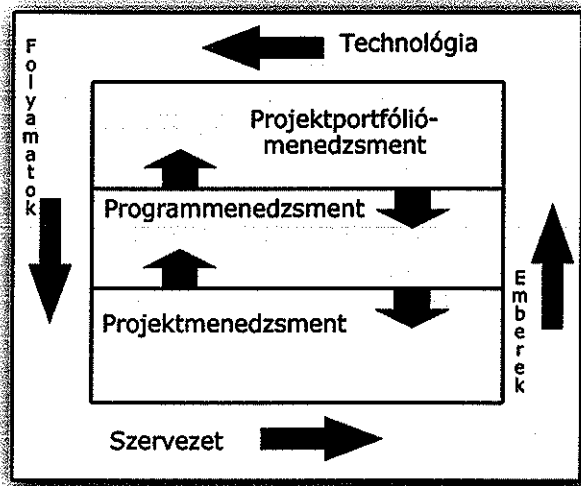 Technológia
Folyamatok
Projektportfólió-
menedzsment
Programmenedzsment
Projektmenedzsment
Emberek
Szervezet